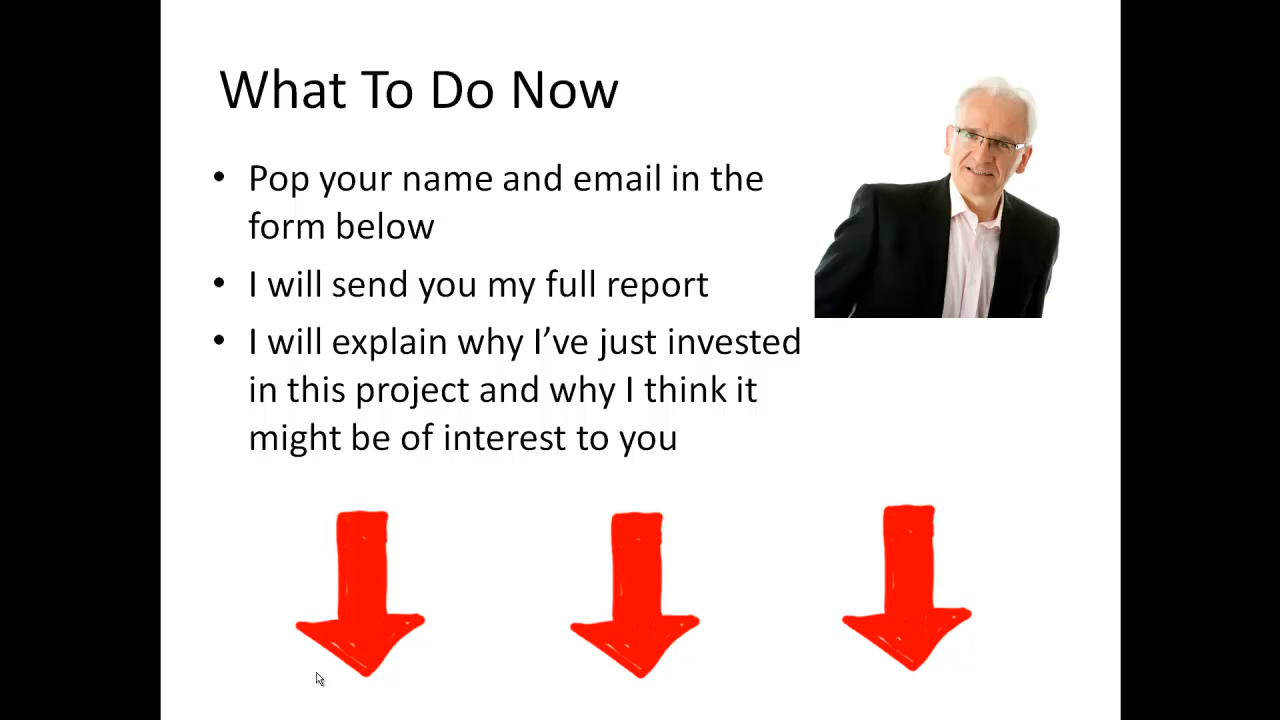 What To Do Now
• Pop your name and email in the
form below
• I will send you my full report
• I will explain why I’ve just invested
in this project and why I think it
might be of interest to you